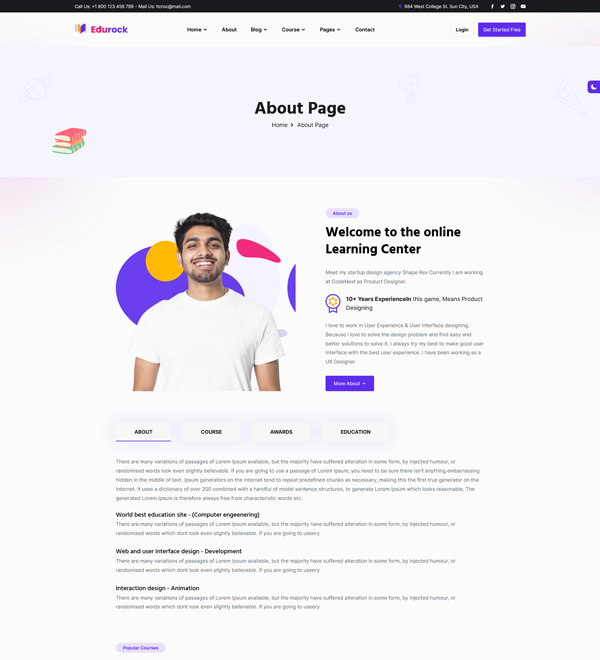 Call Us: +1 800 123 456 789 - Mail Us: Itcroc@mail.com
684 West College St. Sun City, USA
Edurock
Home
About
Blog
Course
Pages
Contact
Login
Get Started Free
About Page
Home
About Page
About us
Welcome to the online
Learning Center
Meet my startup design agency Shape Rex Currently I am working
at CodeNext as Product Designer.
10+ Years ExperienceIn this game, Means Product
Designing
I love to work in User Experience & User Interface designing.
Because I love to solve the design problem and find easy and
better solutions to solve it. I always try my best to make good user
interface with the best user experience. I have been working as a
UX Designer
More About →
ABOUT
COURSE
AWARDS
EDUCATION
There are many variations of passages of Lorem Ipsum available, but the majority have suffered alteration in some form, by injected humour, or
randomised words look even slightly believable. If you are going to use a passage of Lorem Ipsum, you need to be sure there isn't anything embarrassing
hidden in the middle of text. Ipsum generators on the Internet tend to repeat predefined chunks as necessary, making this the first true generator on the
Internet. It uses a dictionary of over 200 combined with a handful of model sentence structures, to generate Lorem Ipsum which looks reasonable. The
generated Lorem Ipsum is therefore always free from characteristic words etc.
World best education site - (Computer engeenering)
There are many variations of passages of Lorem Ipsum available, but the majority have suffered alteration in some form, by injected humour, or
randomised words which dont look even slightly believable. If you are going to useery
Web and user interface design - Development
There are many variations of passages of Lorem Ipsum available, but the majority have suffered alteration in some form, by injected humour, or
randomised words which dont look even slightly believable. If you are going to useery
Interaction design - Animation
There are many variations of passages of Lorem Ipsum available, but the majority have suffered alteration in some form, by injected humour, or
randomised words which dont look even slightly believable. If you are going to useery
Popular Courses